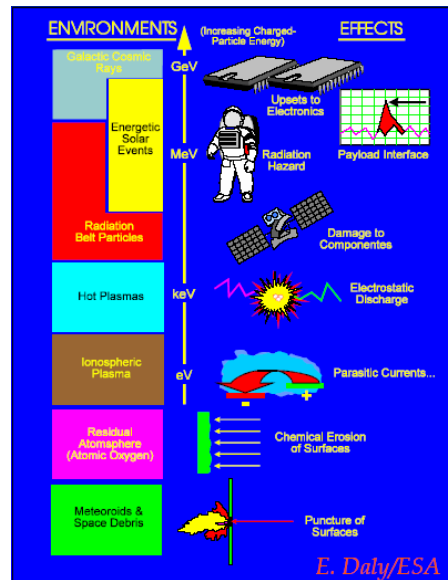 ENVIRONMENTS
(Increasing Charged-
Particle Energy)
EFFECTS
Galactic Cosmic
Rays
GeV
Upsets to
Electronics
Energetic
Solar
Events
MeV
Radiation
Hazard
Payload Interface
Radiation
Belt Particles
Damage to
Componentes
Hot Plasmas
keV
Electrostatic
Discharge
Ionospheric
Plasma
eV
Parasitic Currents...
- +
Residual
Atomsphere
(Atomic Oxygen)
Chemical Erosion
of Surfaces
Meteoroids &
Space Debris
Puncture of
Surfaces
E. Daly/ESA